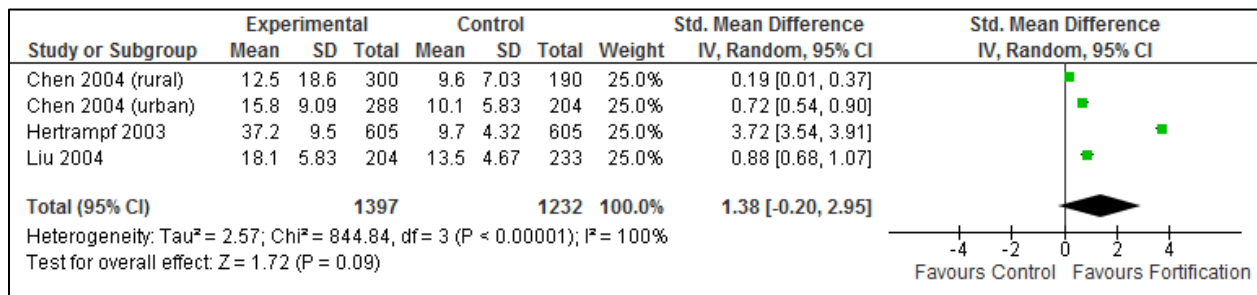 Experimental Control Std. Mean Difference Std. Mean Difference
Study or Subgroup Mean SD Total Mean SD Total Weight IV, Random, 95% CI IV, Random, 95% CI
Chen 2004 (rural) 12.5 18.6 300 9.6 7.03 190 25.0% 0.19 [0.01, 0.37]
Chen 2004 (urban) 15.8 9.09 288 10.1 5.83 204 25.0% 0.72 [0.54, 0.90]
Hertrampf 2003 37.2 9.5 605 9.7 4.32 605 25.0% 3.72 [3.54, 3.91]
Liu 2004 18.1 5.83 204 13.5 4.67 233 25.0% 0.88 [0.68, 1.07]
Total (95% CI) 1397 1232 100.0% 1.38 [-0.20, 2.95]
Heterogeneity: Tau² = 2.57; Chi² = 844.84, df = 3 (P < 0.00001); I² = 100%
Test for overall effect: Z = 1.72 (P = 0.09)
-4 -2 0 2 4
Favours Control Favours Fortification